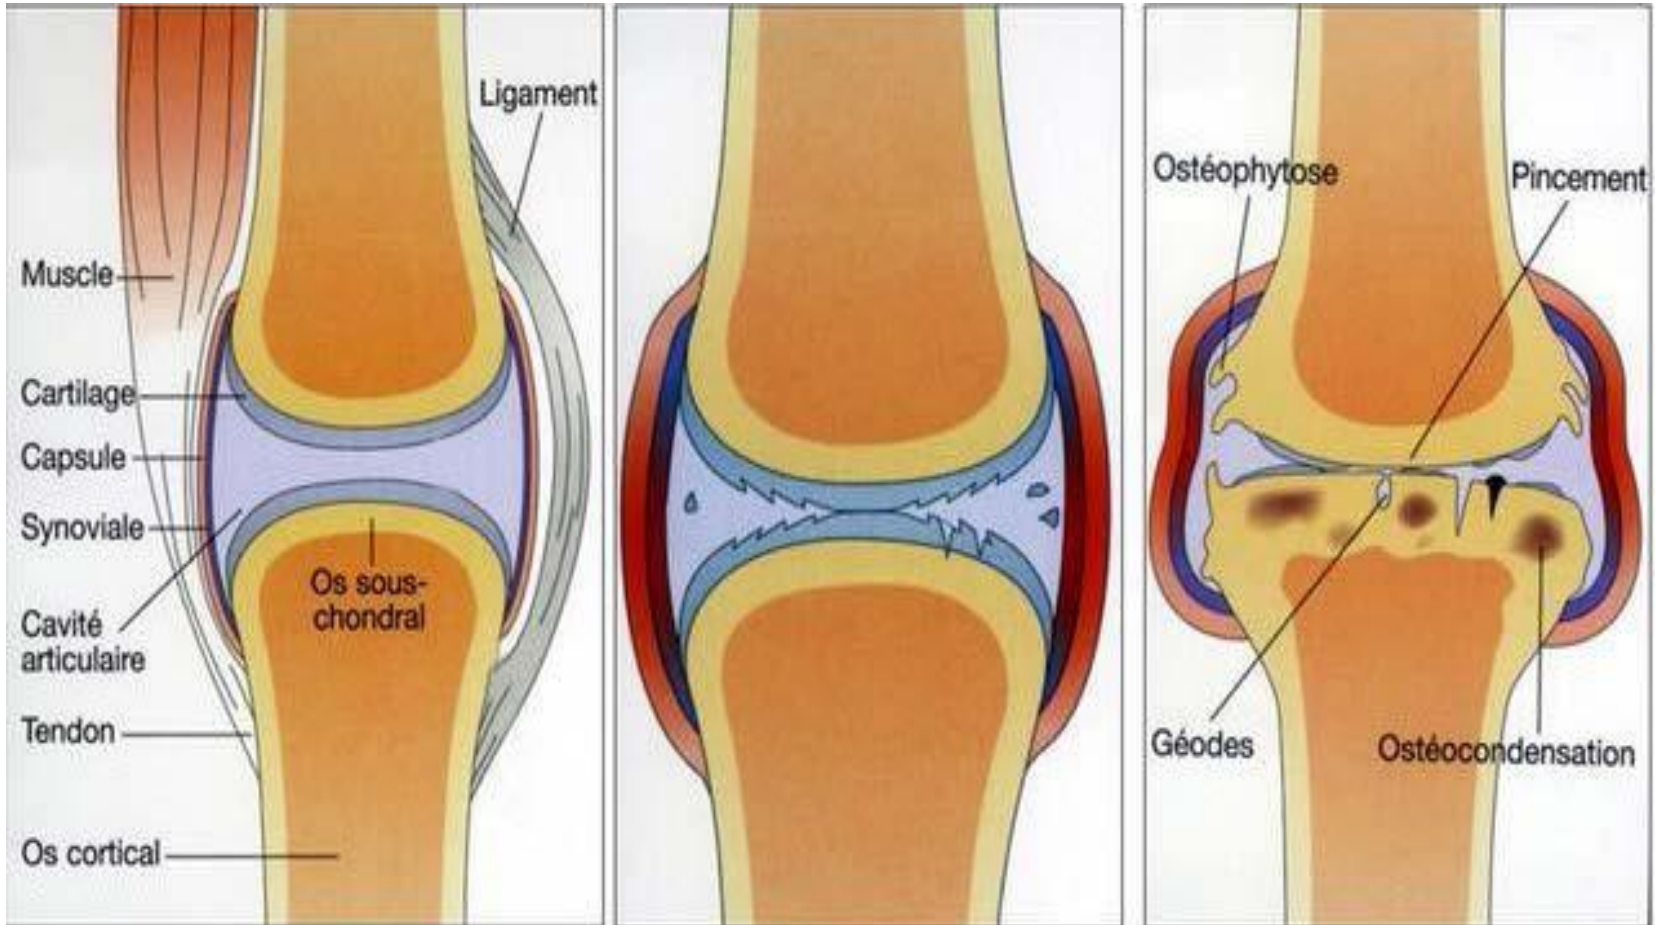 Ligament
Muscle
Cartilage
Capsule
Synoviale
Os sous-
chondral
Cavité
articulaire
Tendon
Os cortical
Ostéophytose
Pincement
Géodes
Ostéocondensation